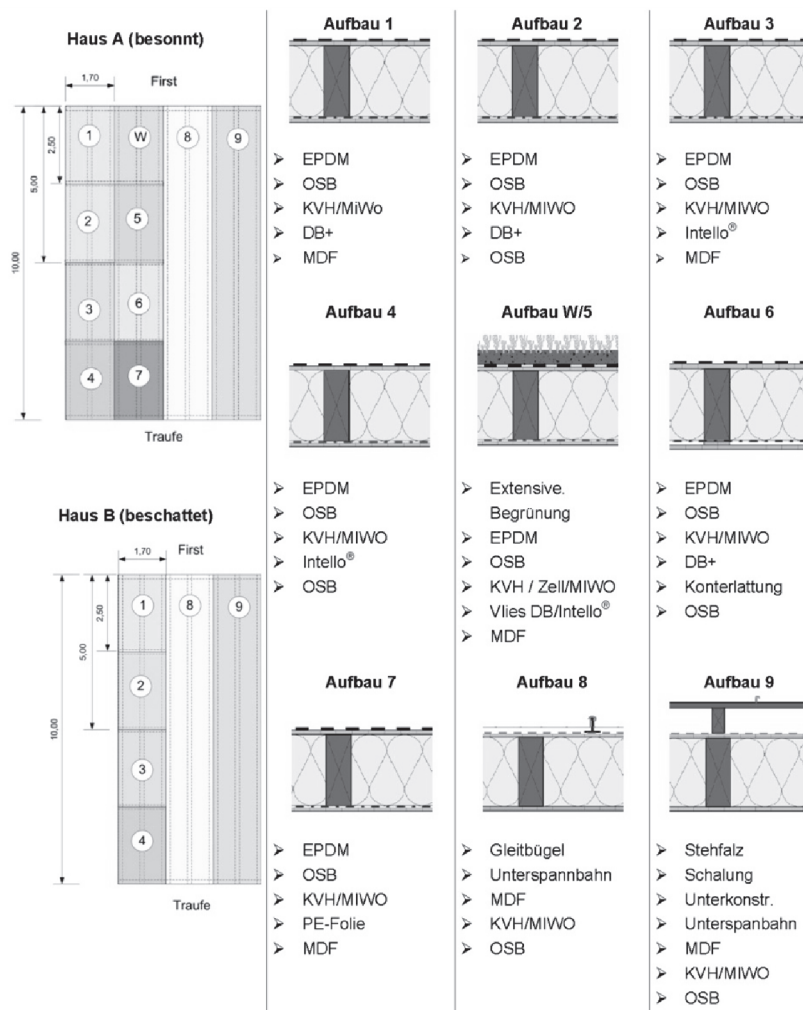 Haus A (besonnt)
1,70
First
1
W
8
9
2,50
5,00
10,00
2
5
3
6
4
7
Traufe
Haus B (beschattet)
1,70
First
1
8
9
2,50
5,00
10,00
2
3
4
Traufe
Aufbau 1
➢ EPDM
➢ OSB
➢ KVH/MiWo
➢ DB+
➢ MDF
Aufbau 2
➢ EPDM
➢ OSB
➢ KVH/MIWO
➢ DB+
➢ OSB
Aufbau 3
➢ EPDM
➢ OSB
➢ KVH/MIWO
➢ Intello®
➢ MDF
Aufbau 4
➢ EPDM
➢ OSB
➢ KVH/MIWO
➢ Intello®
➢ OSB
Aufbau W/5
➢ Extensive.
Begrünung
➢ EPDM
➢ OSB
➢ KVH / Zell/MIWO
➢ Vlies DB/Intello®
➢ MDF
Aufbau 6
➢ EPDM
➢ OSB
➢ KVH/MIWO
➢ DB+
➢ Konterlattung
➢ OSB
Aufbau 7
➢ EPDM
➢ OSB
➢ KVH/MIWO
➢ PE-Folie
➢ MDF
Aufbau 8
➢ Gleitbügel
➢ Unterspannbahn
➢ MDF
➢ KVH/MIWO
➢ OSB
Aufbau 9
➢ Stehfalz
➢ Schalung
➢ Unterkonstr.
➢ Unterspanbahn
➢ MDF
➢ KVH/MIWO
➢ OSB